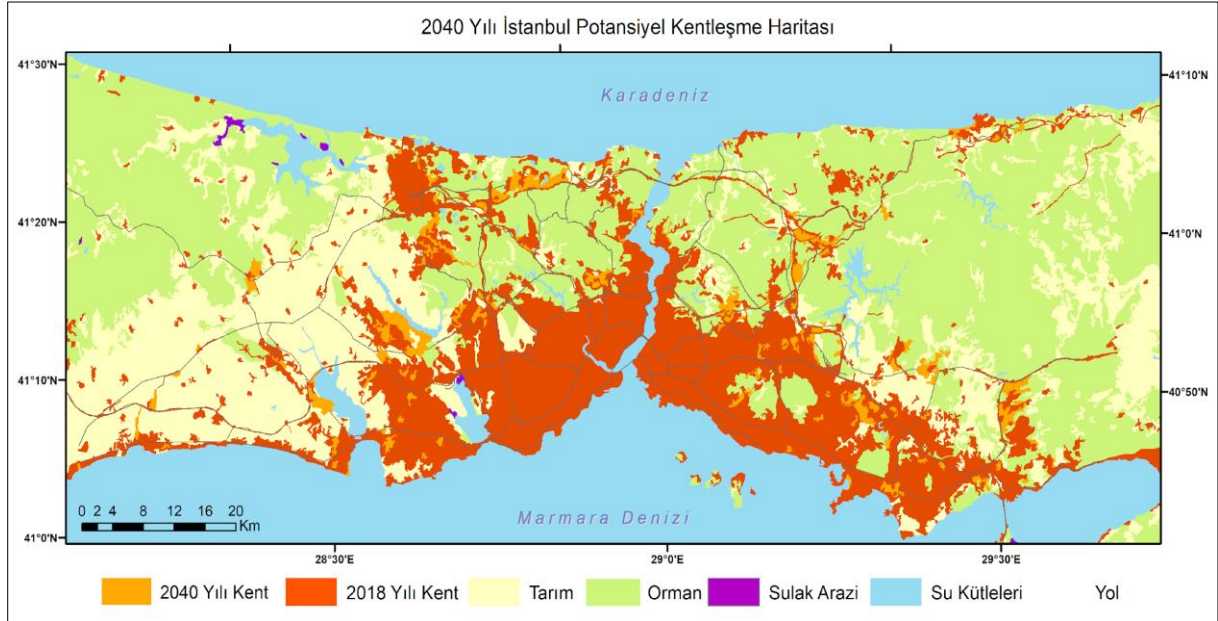 2040 Yılı İstanbul Potansiyel Kentleşme Haritası
41°30'N
41°10'N
Karadeniz
41°20'N
41°0'N
41°10'N
40°50'N
0 2 4 8 12 16 20
Km
Marmara Denizi
41°0'N
28°30'E
29°0'E
29°30'E
2040 Yılı Kent
2018 Yılı Kent
Tarım
Orman
Sulak Arazi
Su Kütleleri
Yol